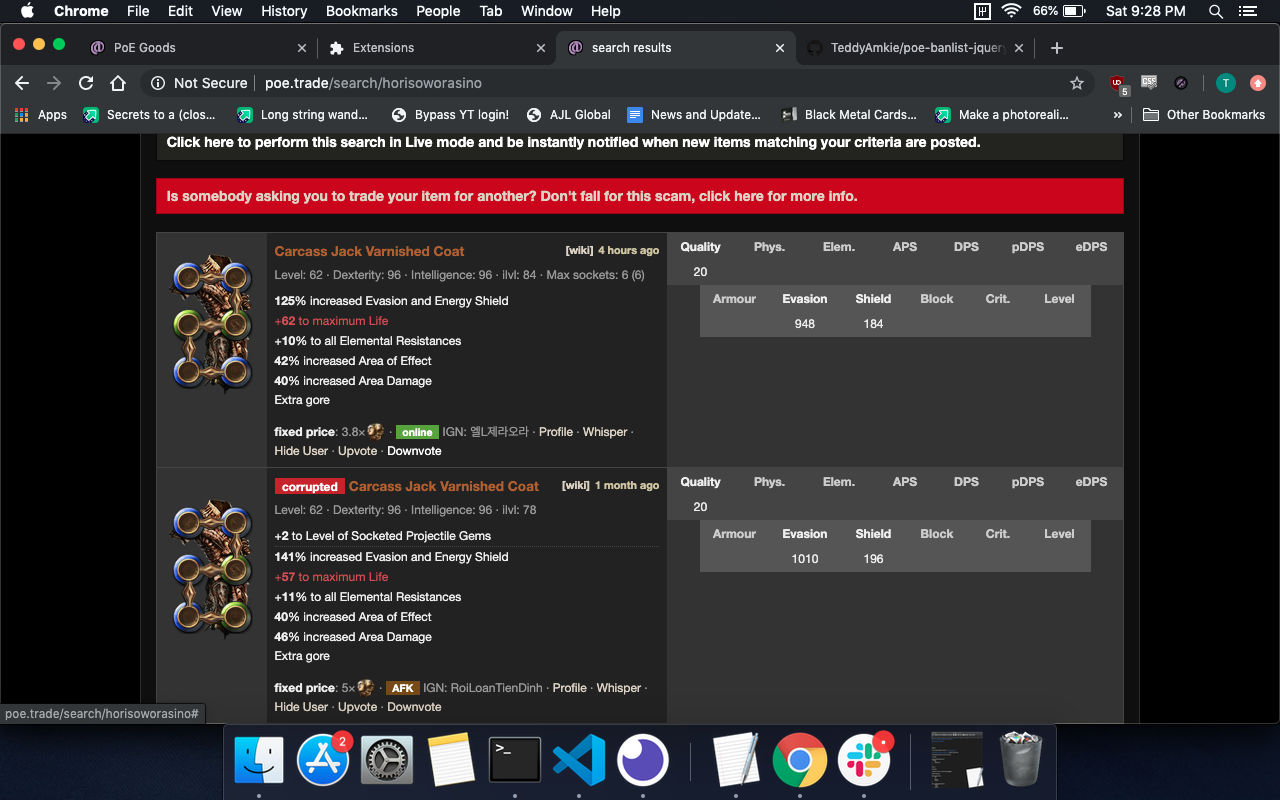 Chrome File Edit View History Bookmarks People Tab Window Help 66% Sat 9:28 PM
PoE Goods Extensions search results TeddyAmkie/poe-banlist-jquer
Not Secure poe.trade/search/horisoworasino 5 T
Apps Secrets to a (clos... Long string wand... Bypass YT login! AJL Global News and Update... Black Metal Cards... Make a photoreali... » Other Bookmarks
Click here to perform this search in Live mode and be instantly notified when new items matching your criteria are posted.
Is somebody asking you to trade your item for another? Don't fall for this scam, click here for more info.
Carcass Jack Varnished Coat [wiki] 4 hours ago
Level: 62 · Dexterity: 96 · Intelligence: 96 · ilvl: 84 · Max sockets: 6 (6)
125% increased Evasion and Energy Shield
+62 to maximum Life
+10% to all Elemental Resistances
42% increased Area of Effect
40% increased Area Damage
Extra gore
fixed price: 3.8× · online IGN: 엘L제라오라 · Profile · Whisper ·
Hide User · Upvote · Downvote
Quality Phys. Elem. APS DPS pDPS eDPS
20
Armour Evasion Shield Block Crit. Level
948 184
corrupted Carcass Jack Varnished Coat [wiki] 1 month ago
Level: 62 · Dexterity: 96 · Intelligence: 96 · ilvl: 78
+2 to Level of Socketed Projectile Gems
141% increased Evasion and Energy Shield
+57 to maximum Life
+11% to all Elemental Resistances
40% increased Area of Effect
46% increased Area Damage
Extra gore
fixed price: 5× · AFK IGN: RoiLoanTienDinh · Profile · Whisper ·
Hide User · Upvote · Downvote
Quality Phys. Elem. APS DPS pDPS eDPS
20
Armour Evasion Shield Block Crit. Level
1010 196
poe.trade/search/horisoworasino#
2